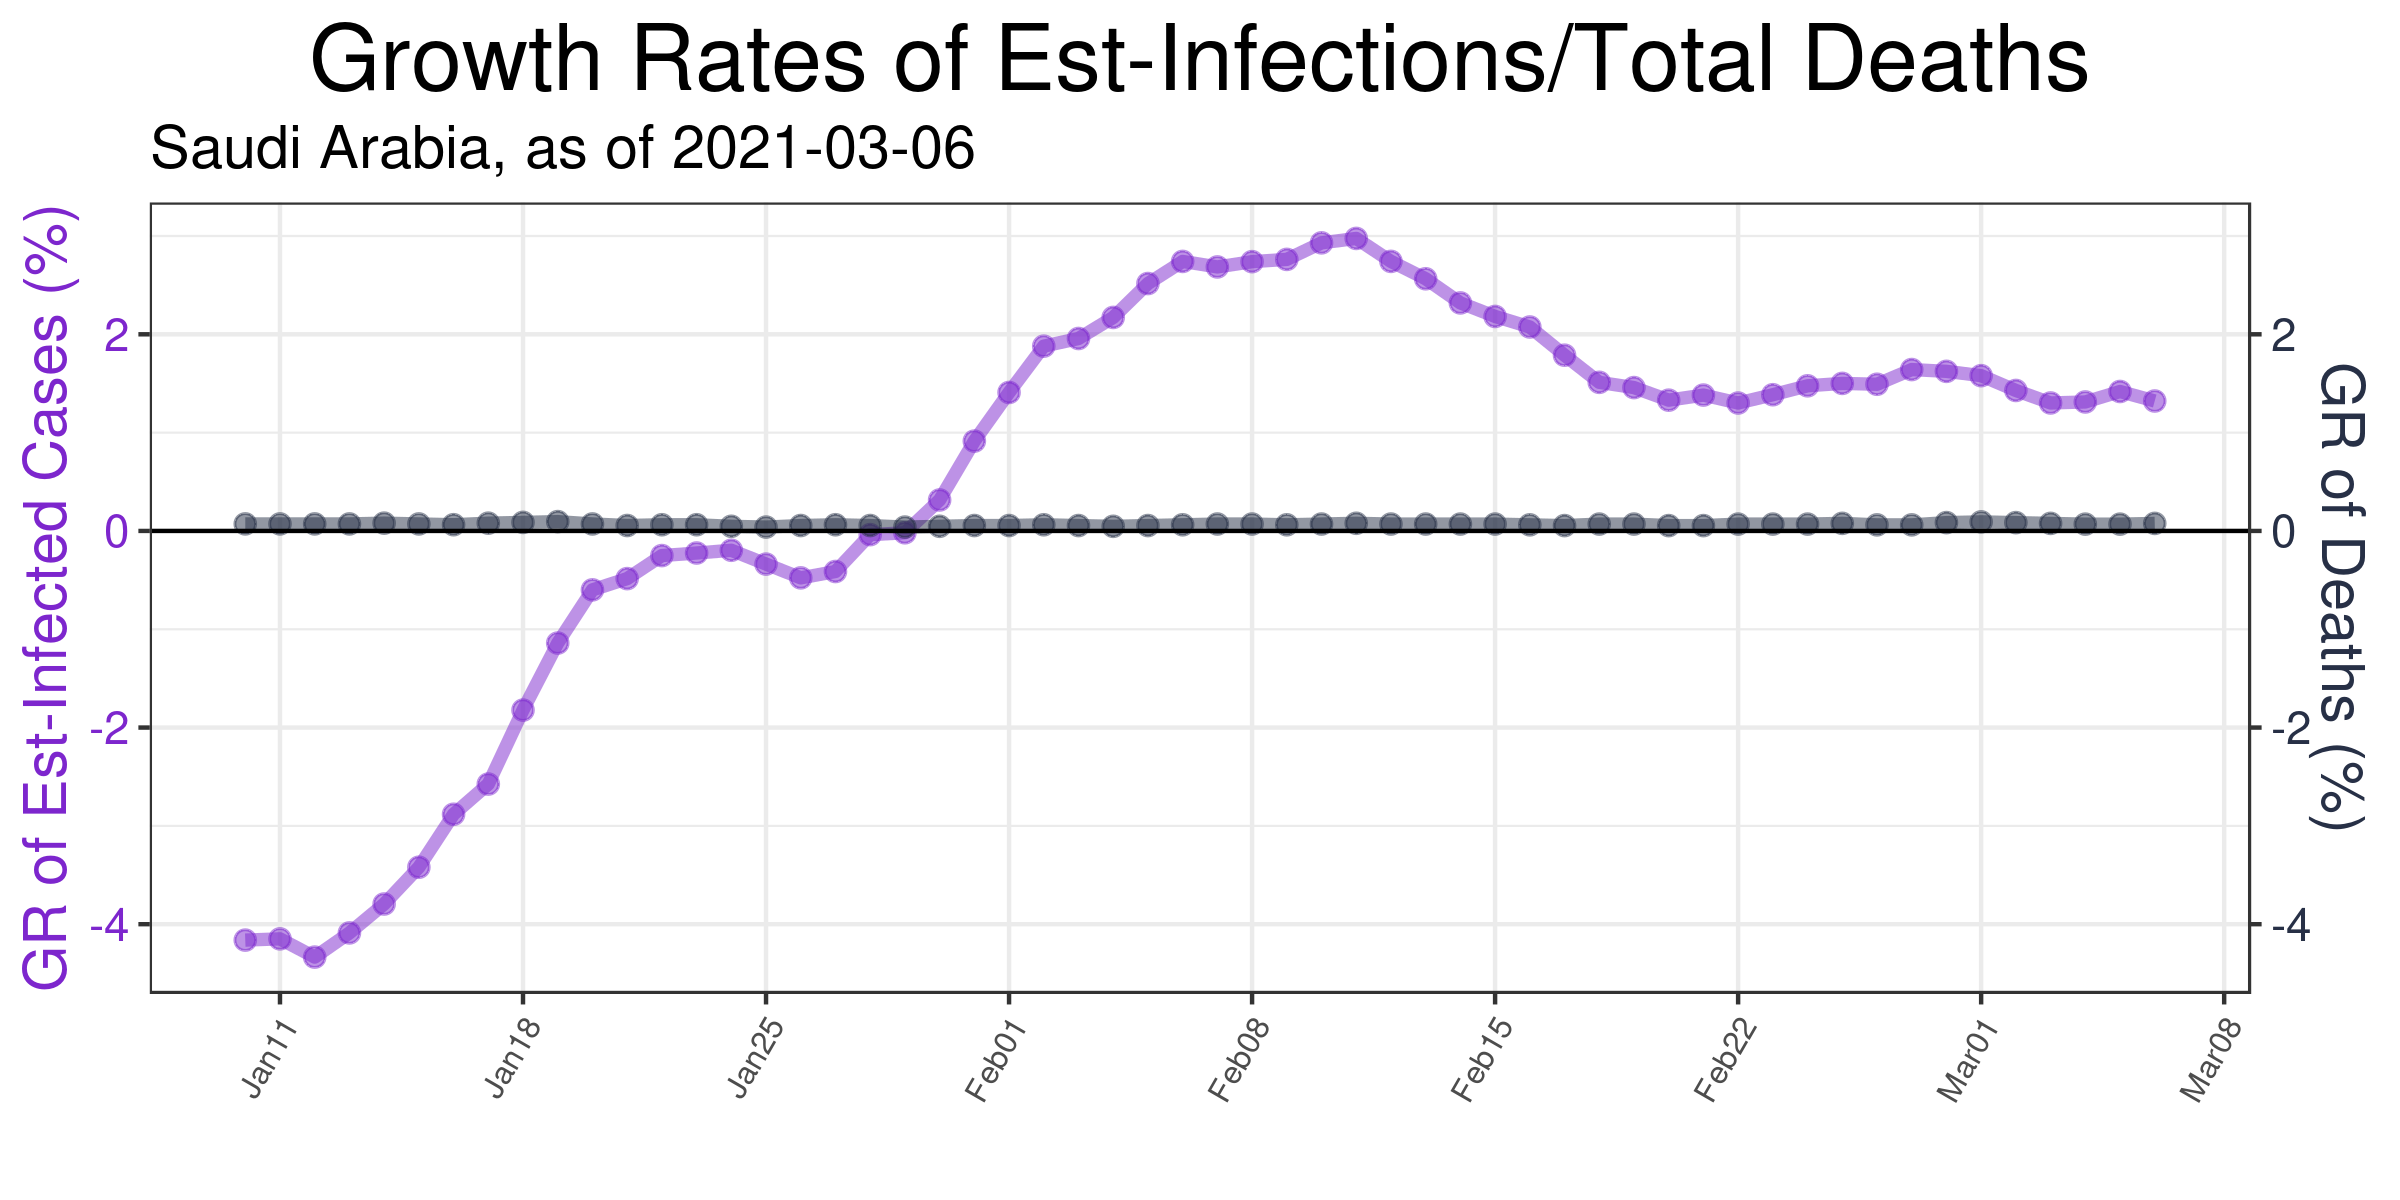 Growth Rates of Est-Infections/Total Deaths
Saudi Arabia, as of 2021-03-06
GR of Est-Infected Cases (%)
2
0
-2
-4
2
0
-2
-4
GR of Deaths (%)
Jan11
Jan18
Jan25
Feb01
Feb08
Feb15
Feb22
Mar01
Mar08